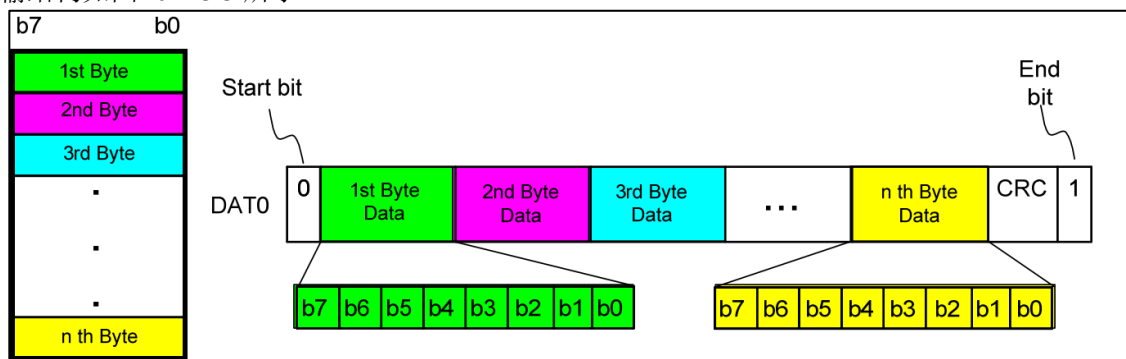 b7 b0
1st Byte
2nd Byte
3rd Byte
.
.
.
n th Byte
Start bit
End
bit
DAT0
0
1st Byte
Data
2nd Byte
Data
3rd Byte
Data
...
n th Byte
Data
CRC
1
b7 b6 b5 b4 b3 b2 b1 b0
b7 b6 b5 b4 b3 b2 b1 b0